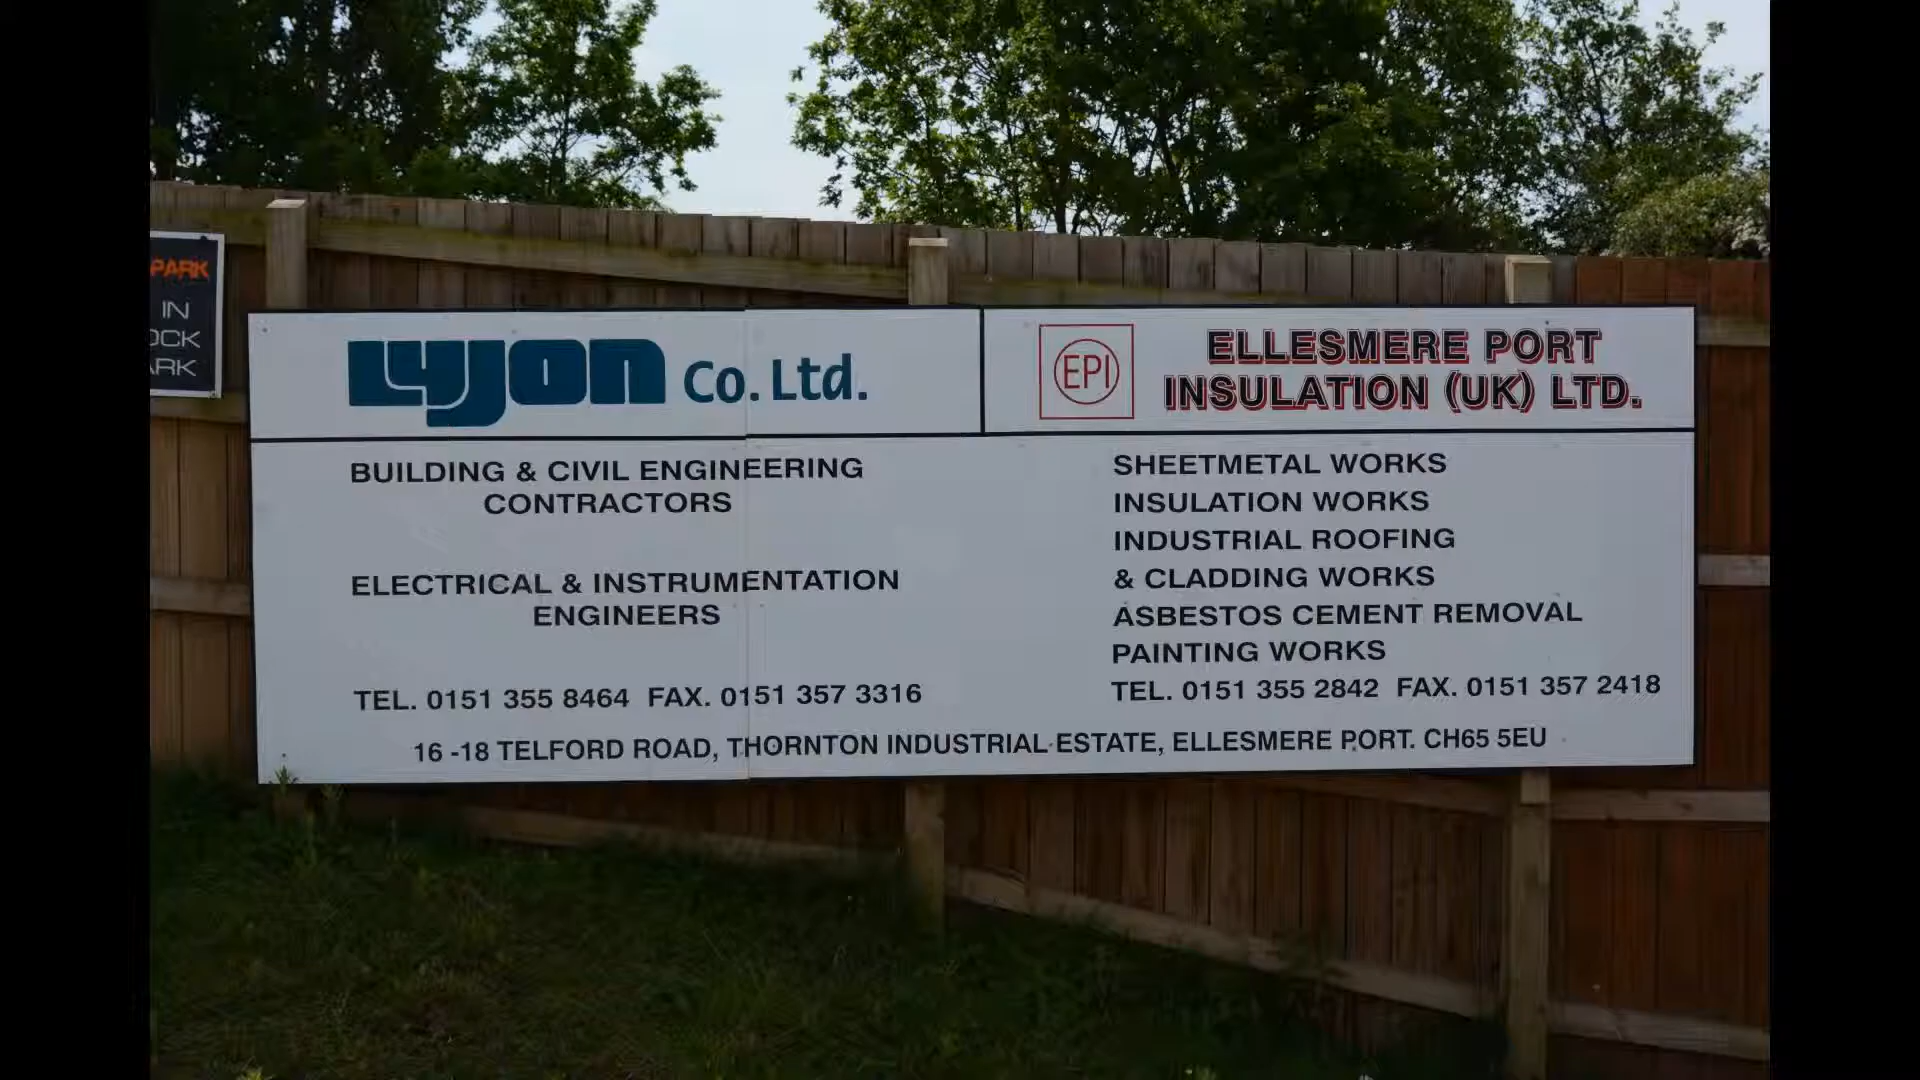 PARK
IN
OCK
ARK
Lyon Co. Ltd.
BUILDING & CIVIL ENGINEERING
CONTRACTORS
ELECTRICAL & INSTRUMENTATION
ENGINEERS
TEL. 0151 355 8464 FAX. 0151 357 3316
EPI
ELLESMERE PORT
INSULATION (UK) LTD.
SHEETMETAL WORKS
INSULATION WORKS
INDUSTRIAL ROOFING
& CLADDING WORKS
ASBESTOS CEMENT REMOVAL
PAINTING WORKS
TEL. 0151 355 2842 FAX. 0151 357 2418
16 -18 TELFORD ROAD, THORNTON INDUSTRIAL ESTATE, ELLESMERE PORT. CH65 5EU